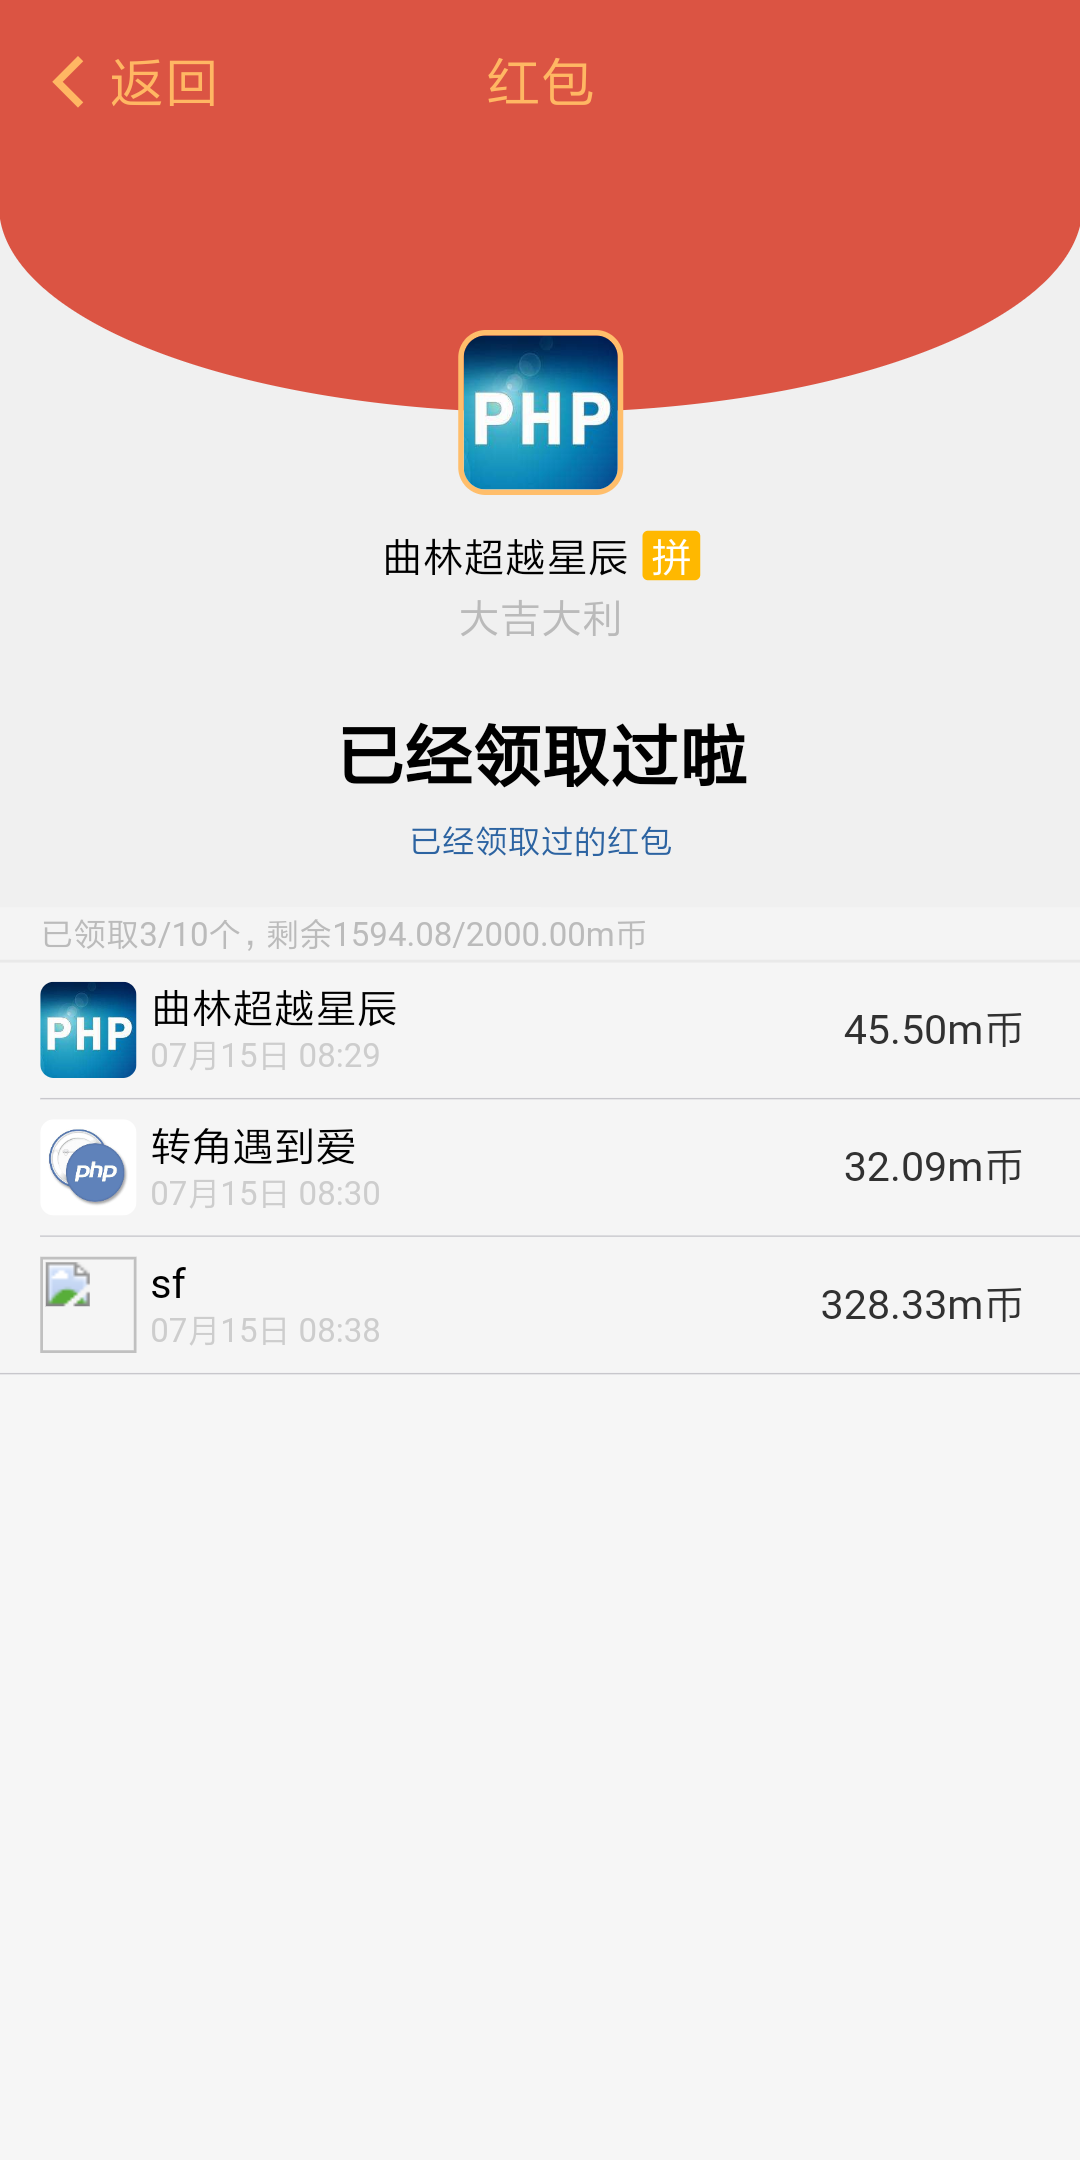 返回
红包
PHP
曲林超越星辰 拼
大吉大利
已经领取过啦
已经领取过的红包
已领取3/10个，剩余1594.08/2000.00m币
PHP
曲林超越星辰
07月15日 08:29
45.50m币
php
转角遇到爱
07月15日 08:30
32.09m币
sf
07月15日 08:38
328.33m币